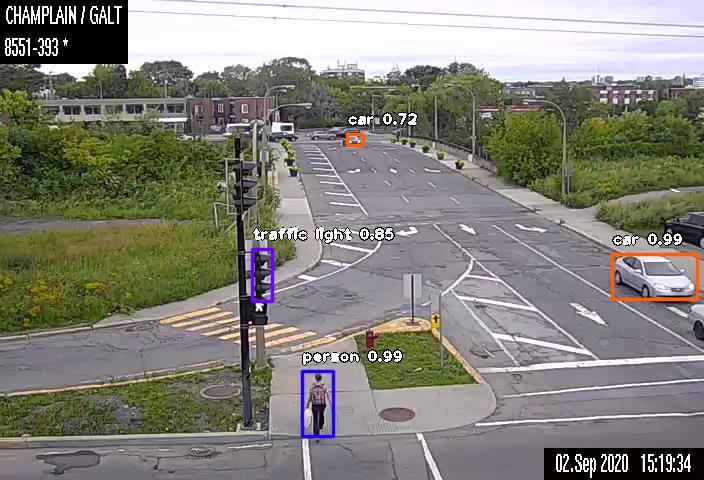 CHAMPLAIN / GALT
8551-393 *
car 0.72
traffic light 0.85
car 0.99
person 0.99
02.Sep 2020 15:19:34